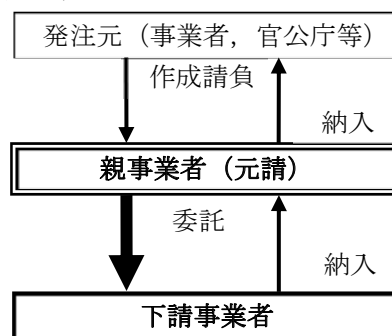 発注元（事業者，官公庁等）
作成請負
納入
親事業者（元請）
委託
納入
下請事業者